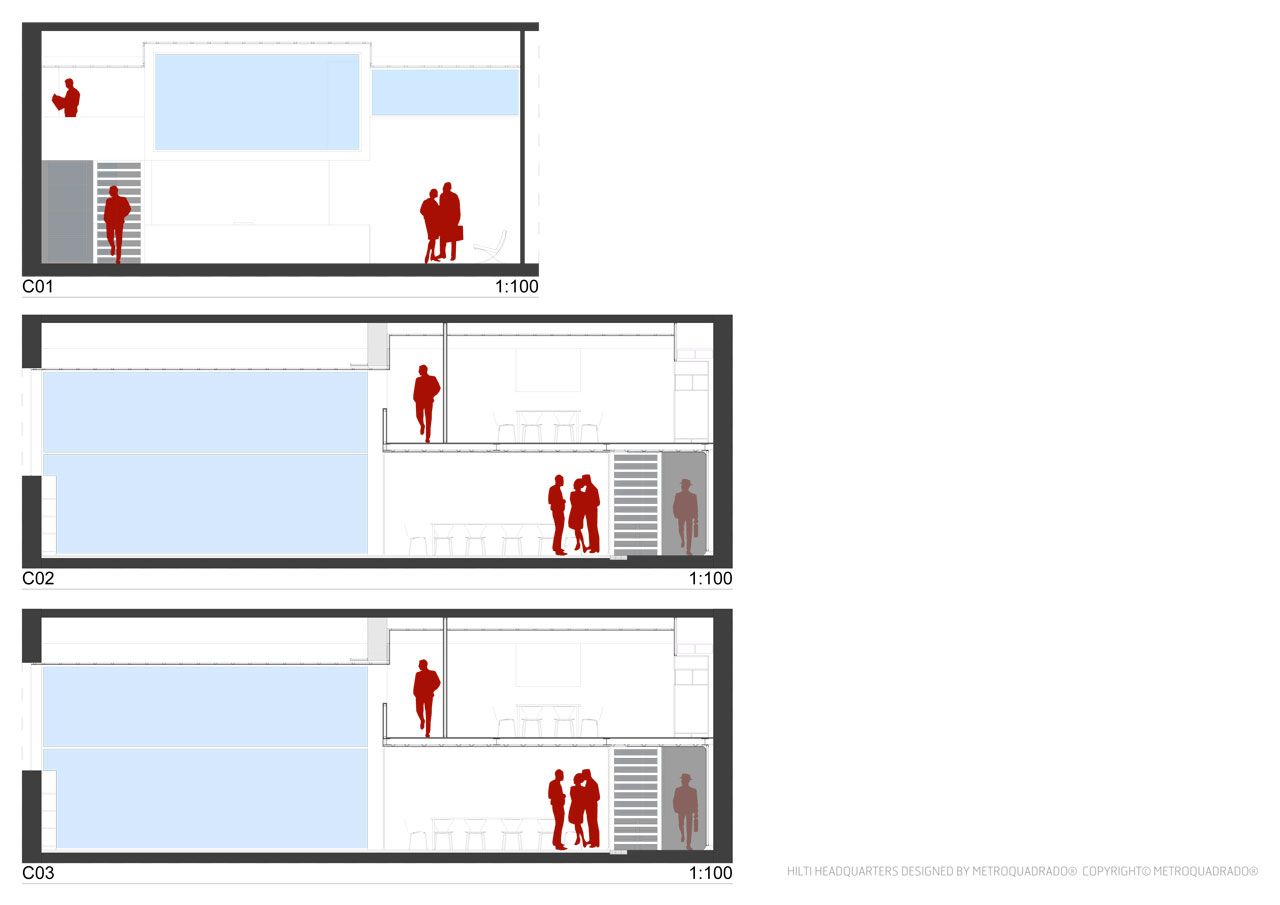 C01 1:100
C02 1:100
C03 1:100
HILTI HEADQUARTERS DESIGNED BY METROQUADRADO® COPYRIGHT© METROQUADRADO®